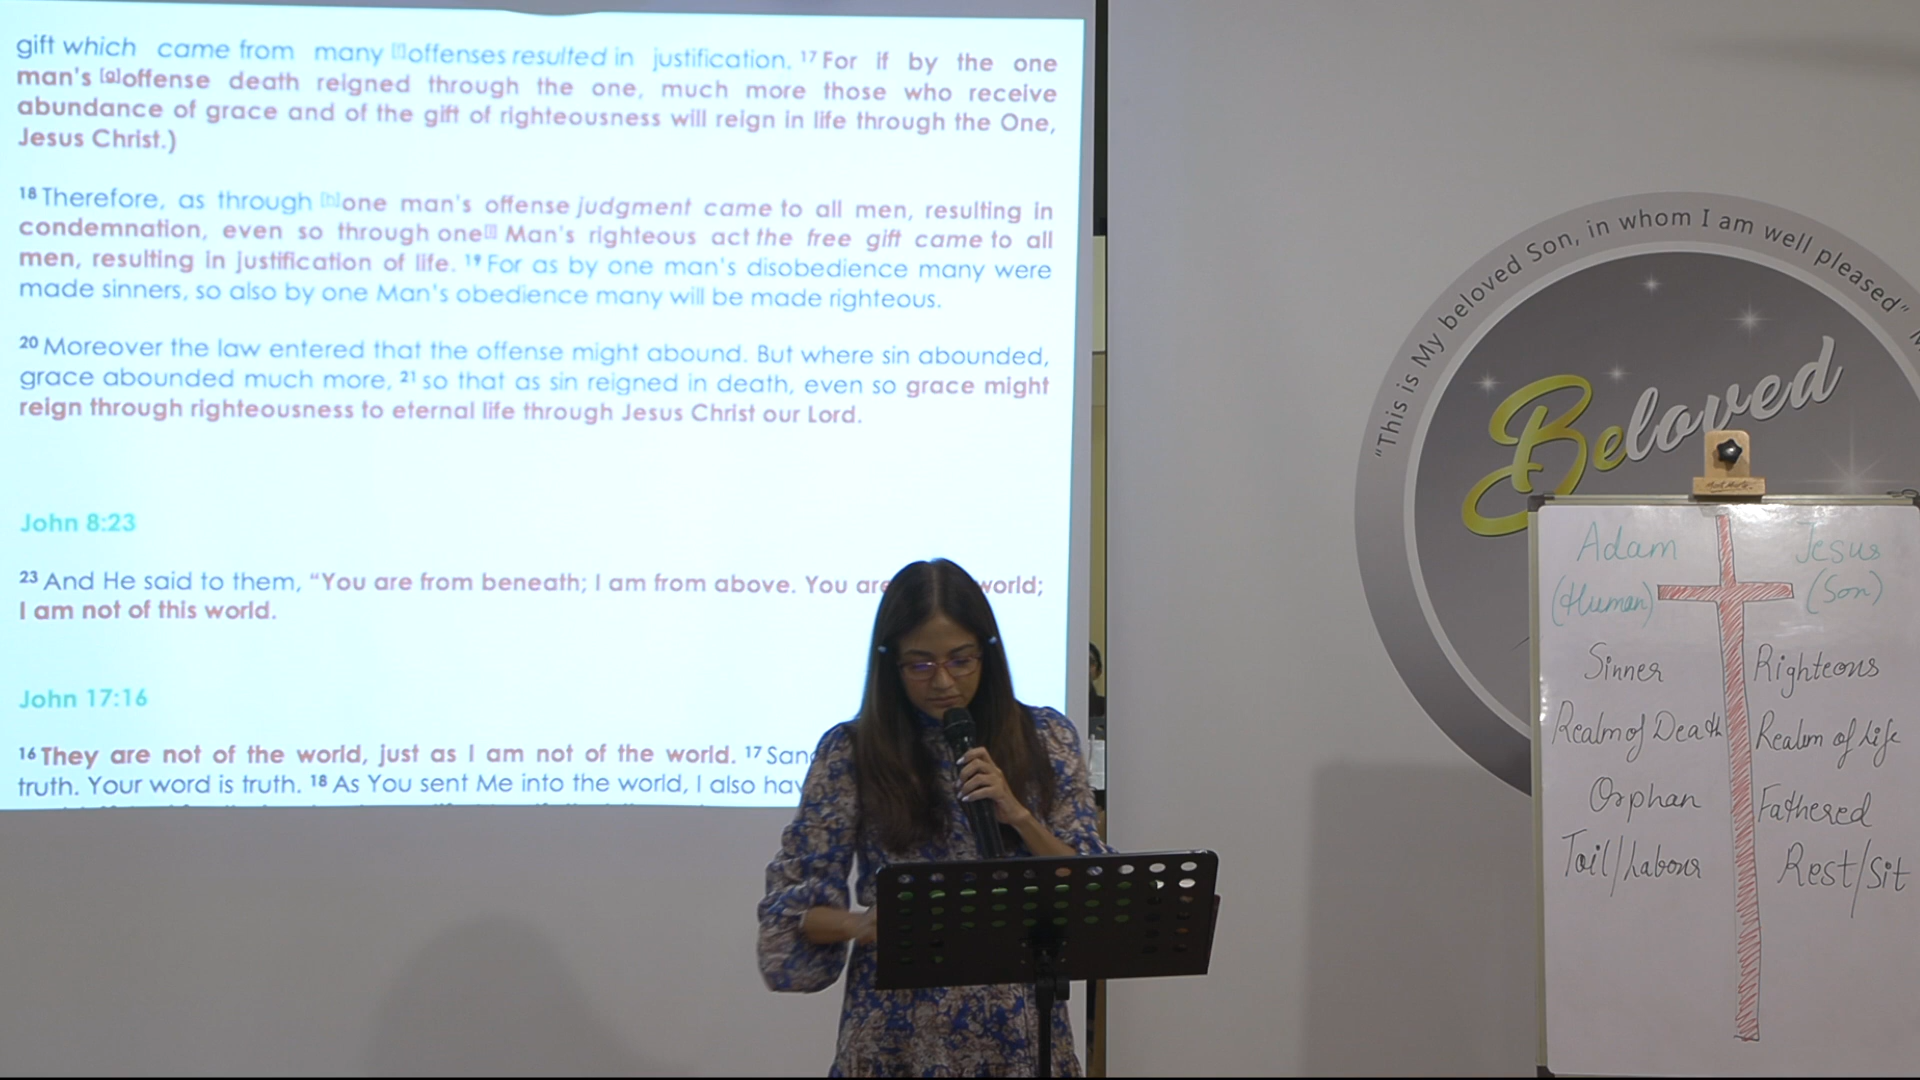 gift which came from many [f]offenses resulted in justification. 17 For if by the one
man's [g]offense death reigned through the one, much more those who receive
abundance of grace and of the gift of righteousness will reign in life through the One,
Jesus Christ.)
18 Therefore, as through [h]one man's offense judgment came to all men, resulting in
condemnation, even so through one[i] Man's righteous act the free gift came to all
men, resulting in justification of life. 19 For as by one man's disobedience many were
made sinners, so also by one Man's obedience many will be made righteous.
20 Moreover the law entered that the offense might abound. But where sin abounded,
grace abounded much more, 21 so that as sin reigned in death, even so grace might
reign through righteousness to eternal life through Jesus Christ our Lord.
John 8:23
23 And He said to them, "You are from beneath; I am from above. You are world;
I am not of this world.
John 17:16
16 They are not of the world, just as I am not of the world. 17
truth. Your word is truth. 18 As You sent Me into the world, I also
"This is My beloved Son, in whom I am well pleased"
Beloved
Adam Jesus
(Human) (Son)
Sinner Righteous
Realm of Death Realm of Life
Orphan Fathered
Toil/Labour Rest/Sit